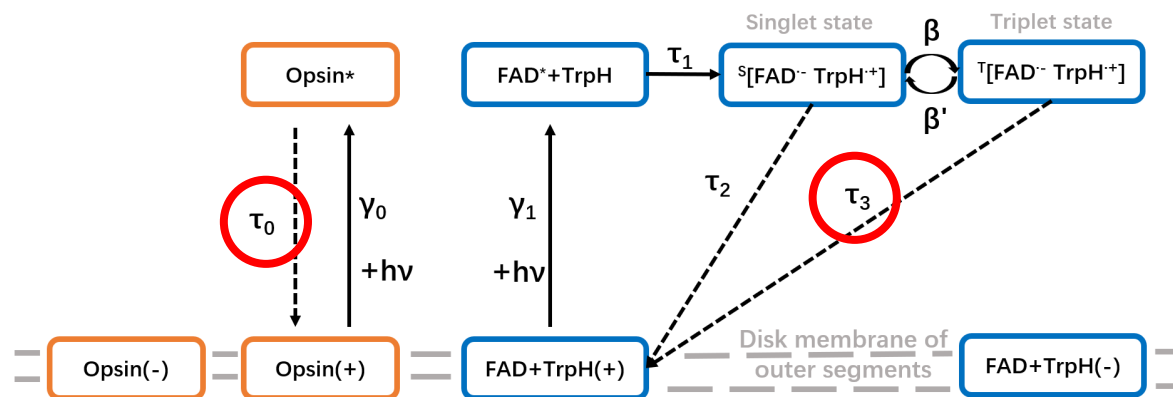 Singlet state
Triplet state
Opsin*
FAD*+TrpH
τ1
S[FAD·- TrpH·+]
β
β'
T[FAD·- TrpH·+]
τ0
γ0
+hν
γ1
+hν
τ2
τ3
Opsin(-)
Opsin(+)
FAD+TrpH(+)
Disk membrane of
outer segments
FAD+TrpH(-)